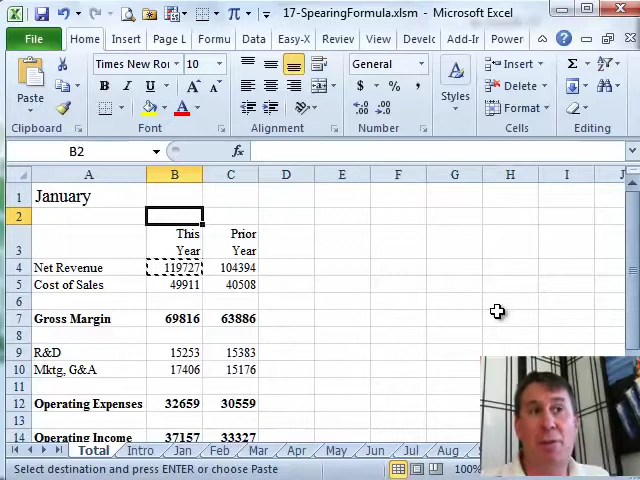 17-SpearingFormula.xlsm - Microsoft Excel
File Home Insert Page L Formu Data Review View Develc Add-Ir Power
Times New Ro 10 General Insert
Paste B I U A A $ % , Styles Delete
Format
Clipboard Font Alignment Number Cells Editing
B2 fx
A B C D E F G H I J
1 January
2
This Prior
3 Year Year
4 Net Revenue 119727 104394
5 Cost of Sales 49911 40508
6
7 Gross Margin 69816 63886
8
9 R&D 15253 15383
10 Mktg, G&A 17406 15176
11
12 Operating Expenses 32659 30559
13
14 Operating Income 37157 33327
Total Intro Jan Feb Mar Apr May Jun Jul Aug
Select destination and press ENTER or choose Paste 100%